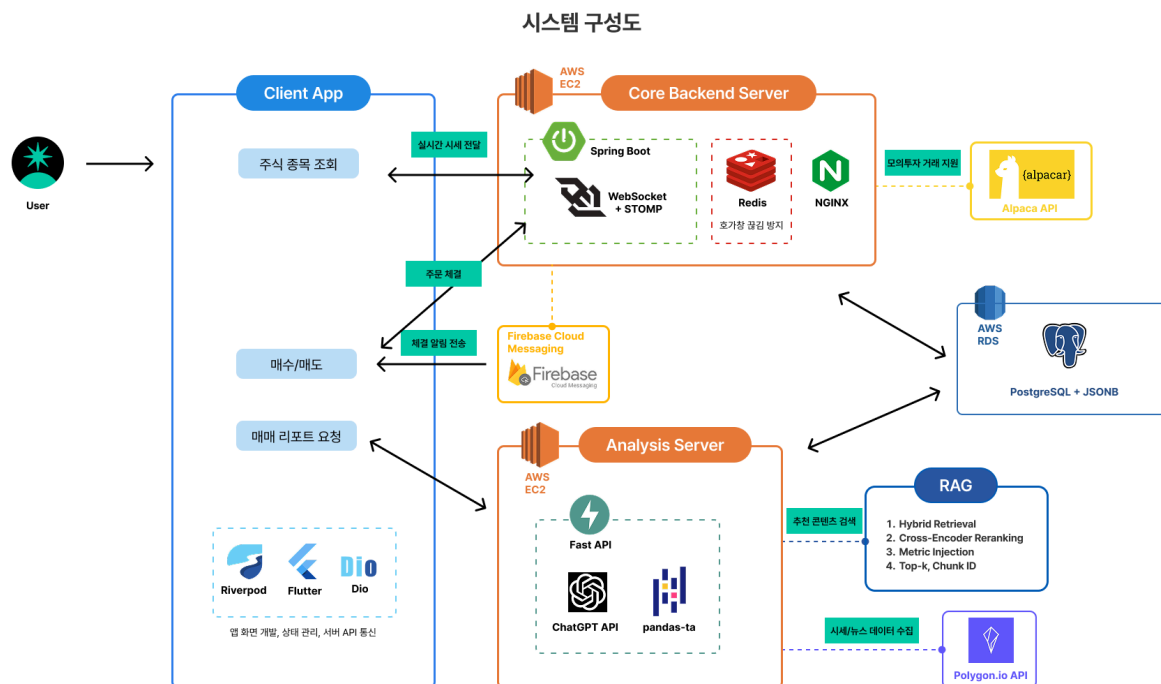 시스템 구성도
Client App
AWS
EC2
Core Backend Server
User
주식 종목 조회
실시간 시세 전달
Spring Boot
WebSocket
+ STOMP
Redis
호가창 끊김 방지
NGINX
모의투자 거래 지원
{alpacar}
Alpaca API
주문 체결
매수/매도
체결 알림 전송
Firebase Cloud
Messaging
Firebase
Cloud Messaging
AWS
RDS
PostgreSQL + JSONB
매매 리포트 요청
AWS
EC2
Analysis Server
Fast API
ChatGPT API
pandas-ta
추천 콘텐츠 검색
RAG
1. Hybrid Retrieval
2. Cross-Encoder Reranking
3. Metric Injection
4. Top-k, Chunk ID
Riverpod
Flutter
Dio
Dio
앱 화면 개발, 상태 관리, 서버 API 통신
시세/뉴스 데이터 수집
Polygon.io API